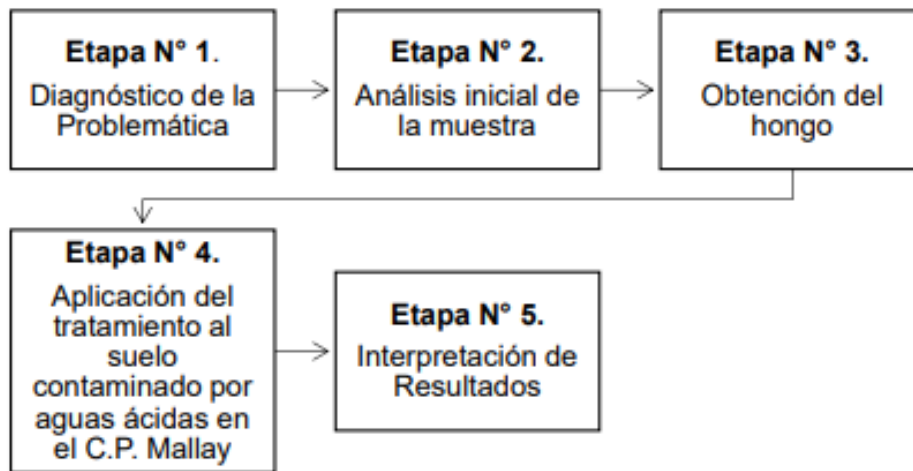 Etapa N° 1.
Diagnóstico de la
Problemática
Etapa N° 2.
Análisis inicial de
la muestra
Etapa N° 3.
Obtención del
hongo
Etapa N° 4.
Aplicación del
tratamiento al
suelo
contaminado por
aguas ácidas en
el C.P. Mallay
Etapa N° 5.
Interpretación de
Resultados